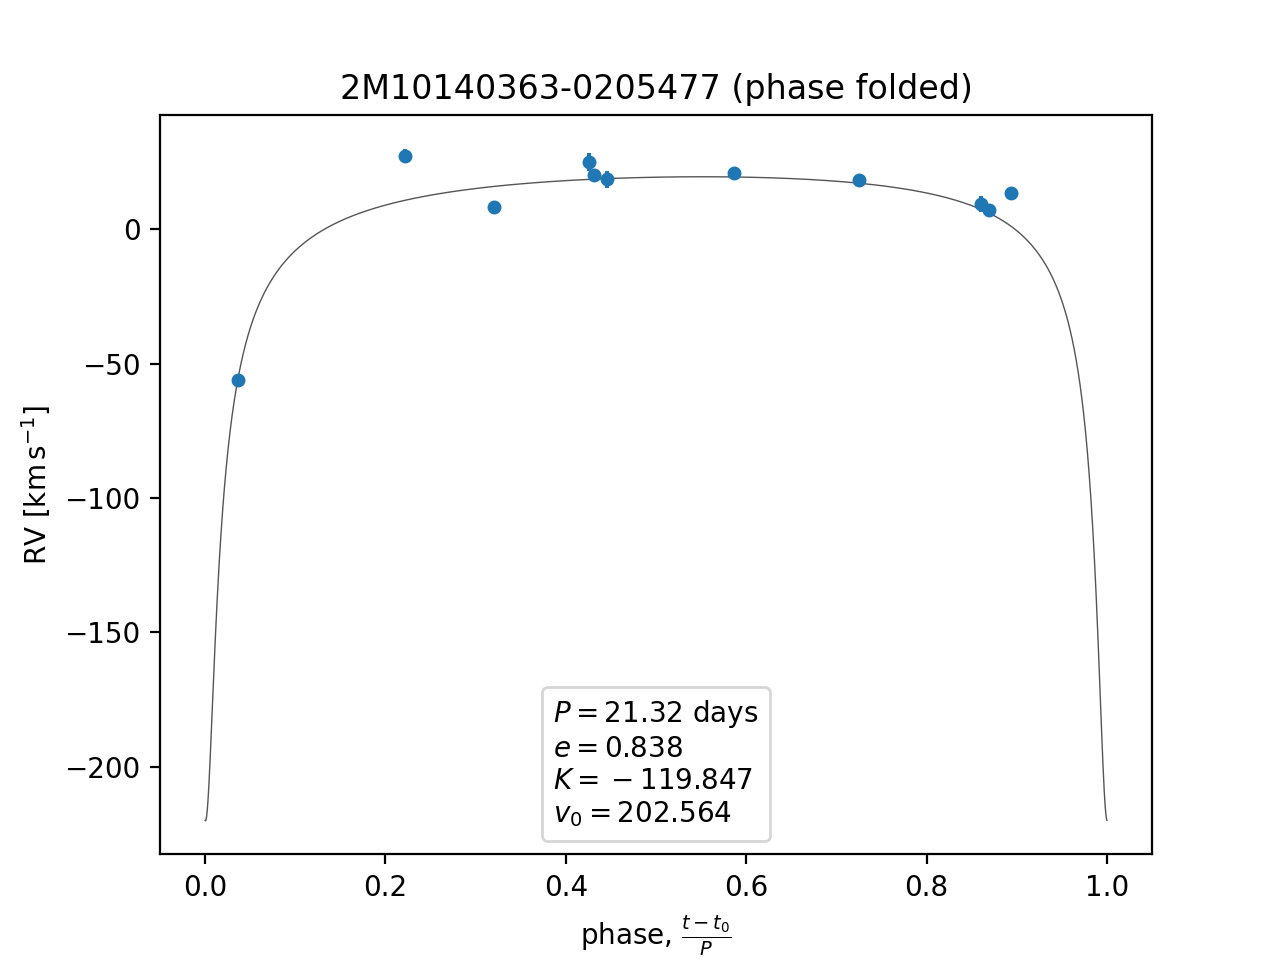 2M10140363-0205477 (phase folded)
RV [km s⁻¹]
0
−50
−100
−150
−200
P = 21.32 days
e = 0.838
K = −119.847
v₀ = 202.564
0.0 0.2 0.4 0.6 0.8 1.0
phase, (t − t₀)/P